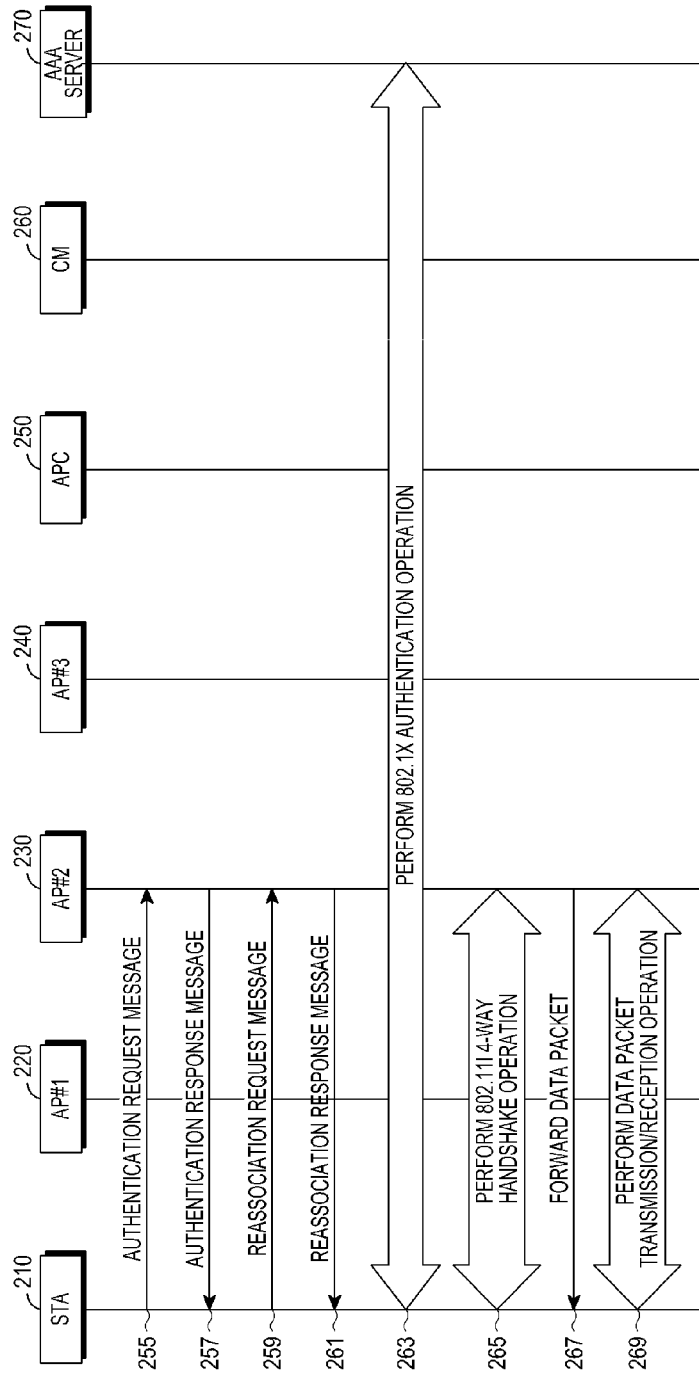 210
STA
220
AP#1
230
AP#2
240
AP#3
250
APC
260
CM
270
AAA
SERVER
255
AUTHENTICATION REQUEST MESSAGE
257
AUTHENTICATION RESPONSE MESSAGE
259
REASSOCIATION REQUEST MESSAGE
261
REASSOCIATION RESPONSE MESSAGE
263
PERFORM 802.1X AUTHENTICATION OPERATION
265
PERFORM 802.11I 4-WAY
HANDSHAKE OPERATION
267
FORWARD DATA PACKET
269
PERFORM DATA PACKET
TRANSMISSION/RECEPTION OPERATION